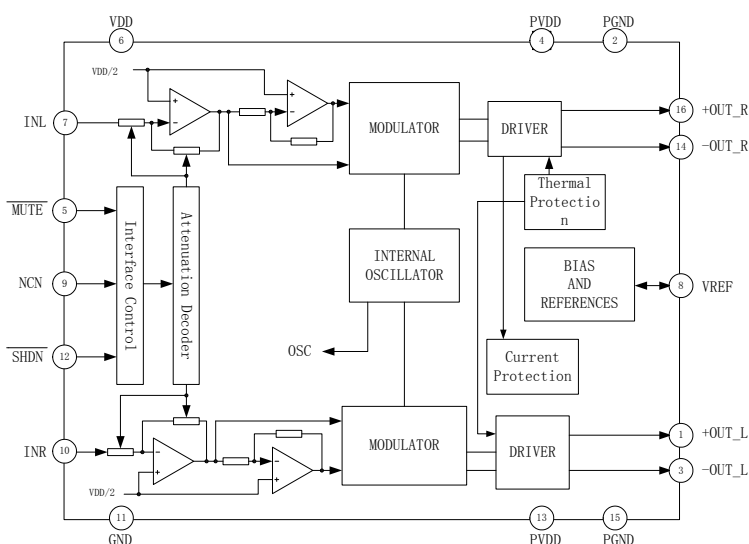 VDD
PVDD
PGND
6
4
2
VDD/2
INL
7
MODULATOR
DRIVER
16
+OUT_R
14
-OUT_R
Thermal
Protectio
n
MUTE
5
Interface Control
Attenuation Decoder
INTERNAL
OSCILLATOR
BIAS
AND
REFERENCES
NCN
9
8
VREF
OSC
SHDN
12
Current
Protection
INR
10
MODULATOR
DRIVER
1
+OUT_L
3
-OUT_L
VDD/2
11
13
15
GND
PVDD
PGND
+
-
+
-
-
+
-
+